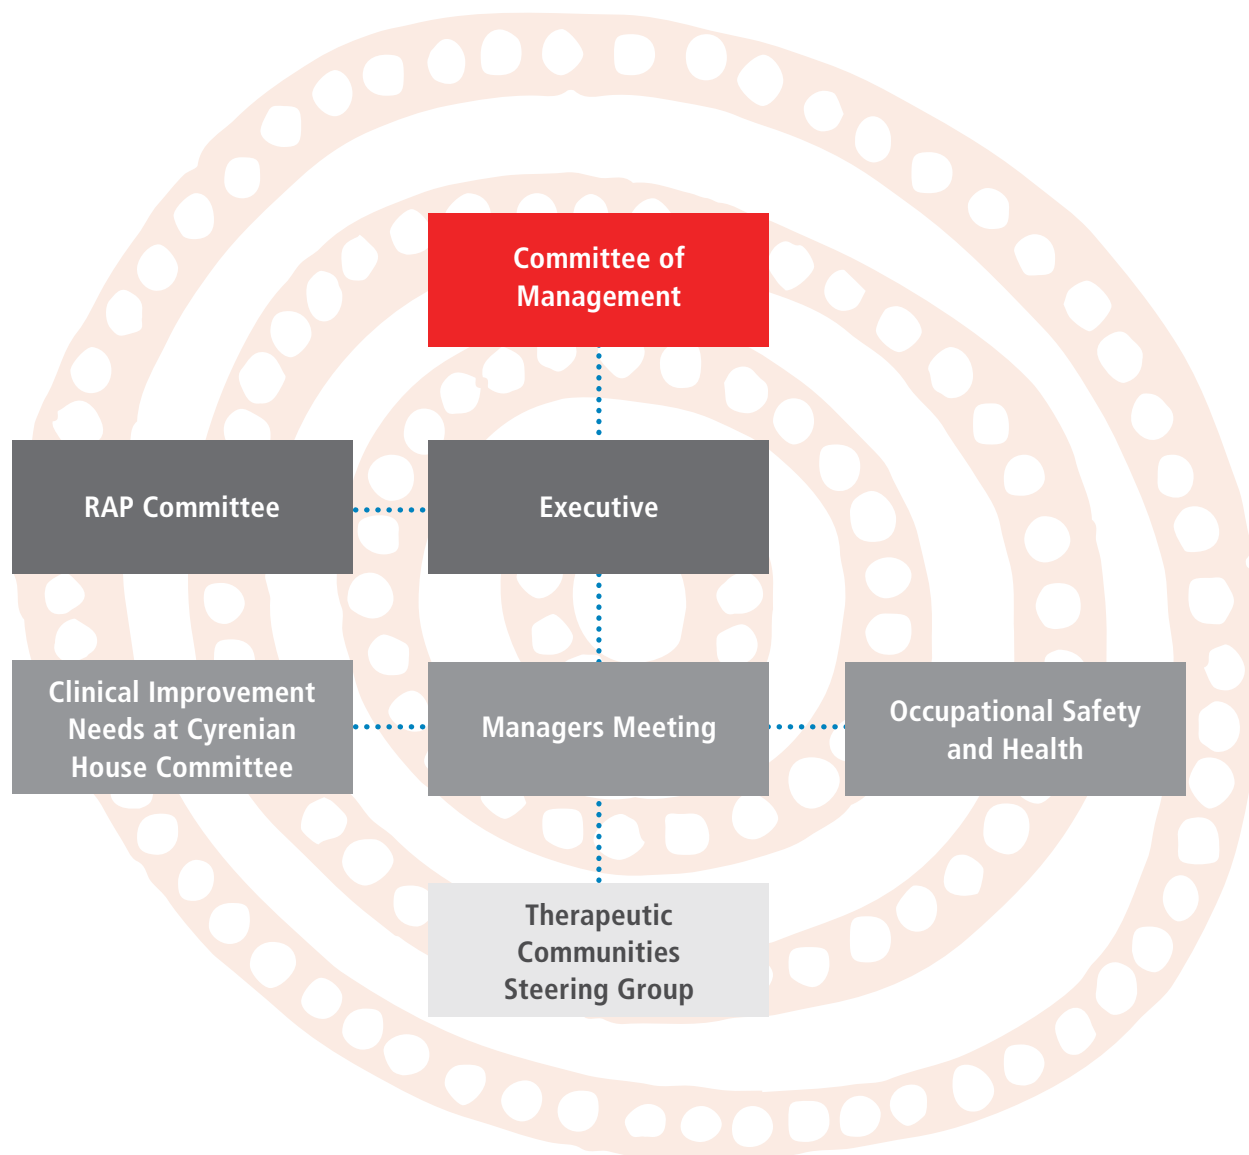 Committee of
Management
RAP Committee
Executive
Clinical Improvement
Needs at Cyrenian
House Committee
Managers Meeting
Occupational Safety
and Health
Therapeutic
Communities
Steering Group